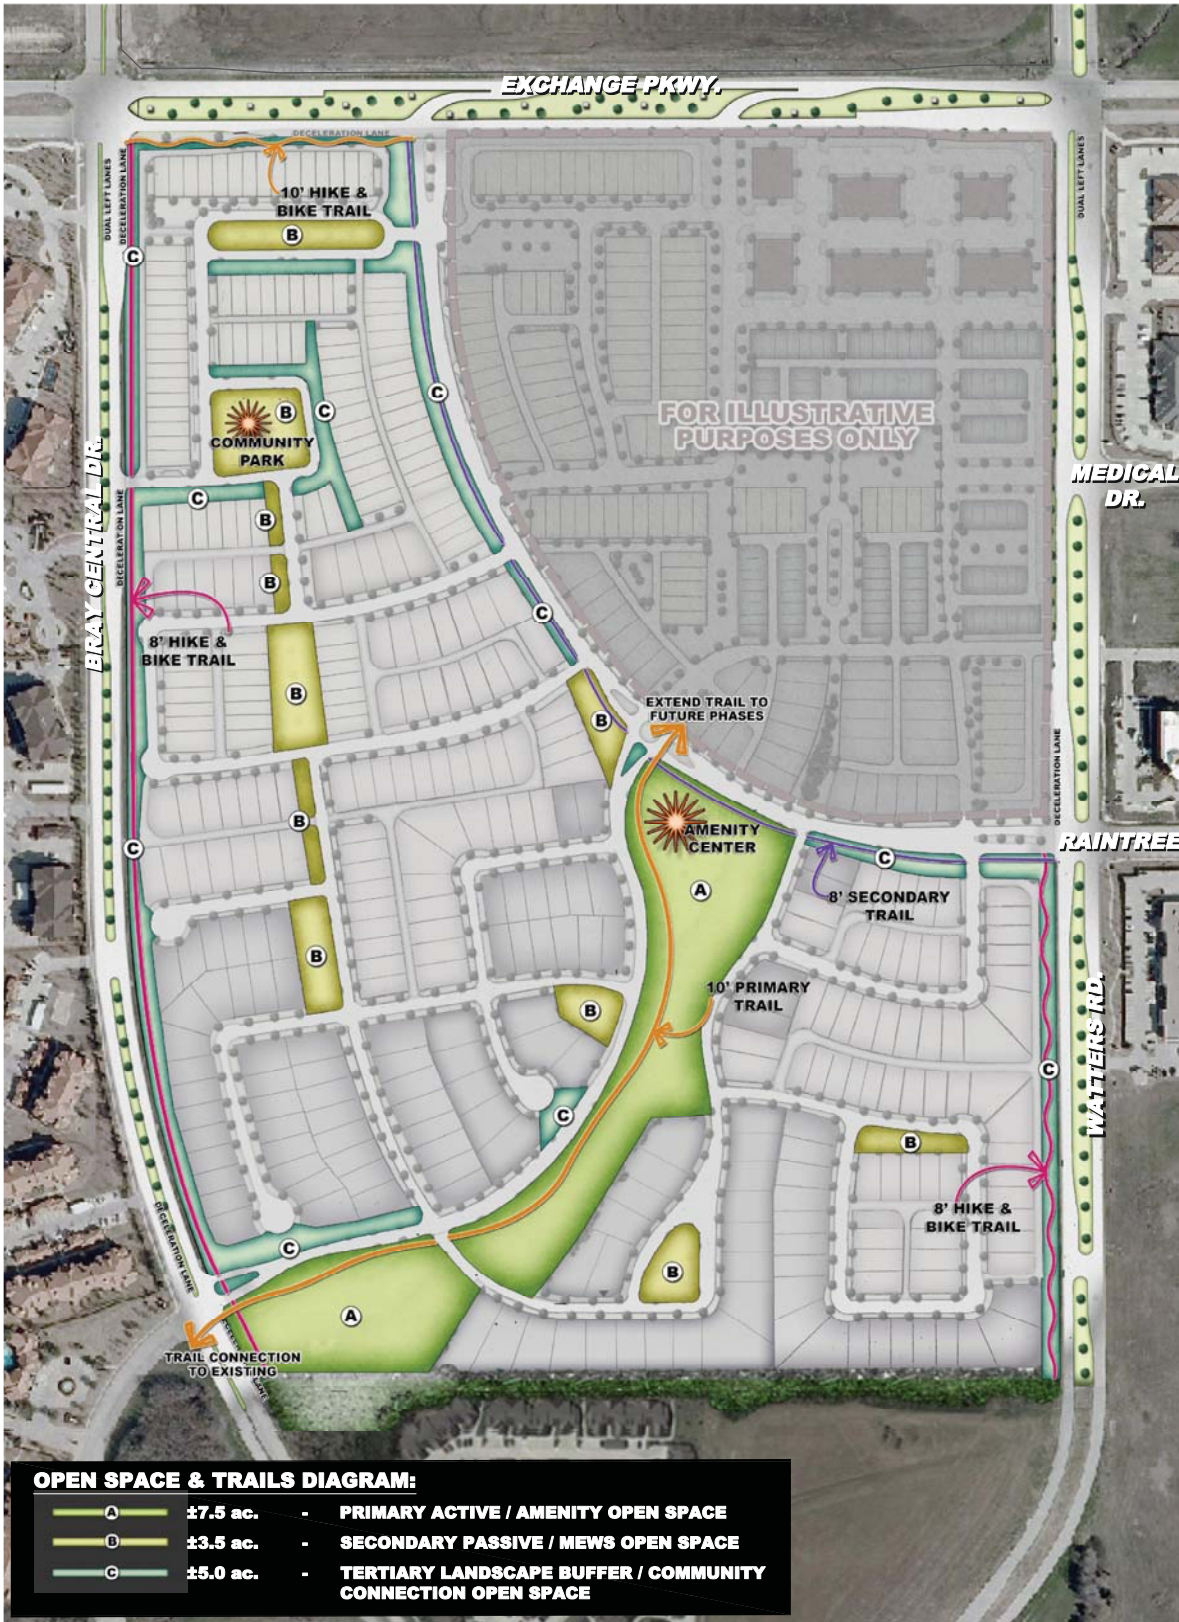 EXCHANGE PKWY.
DECELERATION LANE
DUAL LEFT LANES
DECELERATION LANE
DUAL LEFT LANES
10' HIKE &
BIKE TRAIL
B
C
C
B
C
COMMUNITY
PARK
FOR ILLUSTRATIVE
PURPOSES ONLY
MEDICAL
DR.
BRAY CENTRAL DR.
DECELERATION LANE
C
B
B
C
8' HIKE &
BIKE TRAIL
B
B
EXTEND TRAIL TO
FUTURE PHASES
DECELERATION LANE
B
C
AMENITY
CENTER
RAINTREE
C
A
8' SECONDARY
TRAIL
B
10' PRIMARY
TRAIL
B
WATTERS RD.
C
C
B
8' HIKE &
BIKE TRAIL
DECELERATION LANE
C
B
A
TRAIL CONNECTION
TO EXISTING
OPEN SPACE & TRAILS DIAGRAM:
A ±7.5 ac. - PRIMARY ACTIVE / AMENITY OPEN SPACE
B ±3.5 ac. - SECONDARY PASSIVE / MEWS OPEN SPACE
C ±5.0 ac. - TERTIARY LANDSCAPE BUFFER / COMMUNITY
CONNECTION OPEN SPACE